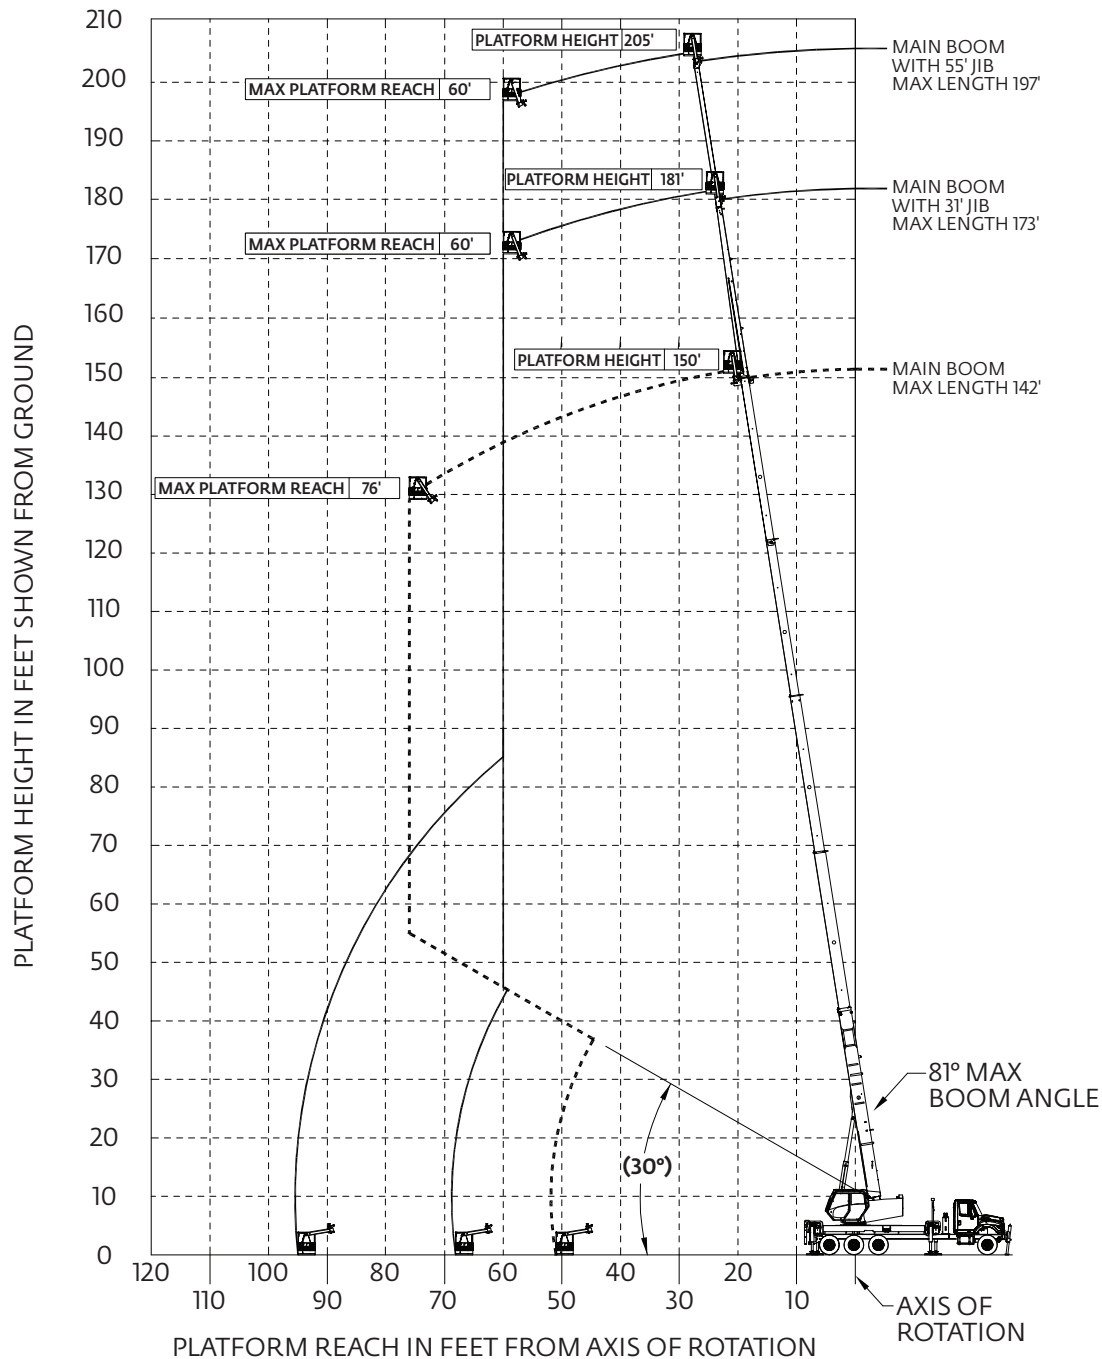 210
200
190
180
170
160
150
140
130
120
110
100
90
80
70
60
50
40
30
20
10
0
PLATFORM HEIGHT IN FEET SHOWN FROM GROUND
PLATFORM HEIGHT 205'
MAIN BOOM
WITH 55' JIB
MAX LENGTH 197'
MAX PLATFORM REACH 60'
PLATFORM HEIGHT 181'
MAIN BOOM
WITH 31' JIB
MAX LENGTH 173'
MAX PLATFORM REACH 60'
PLATFORM HEIGHT 150'
MAIN BOOM
MAX LENGTH 142'
MAX PLATFORM REACH 76'
81° MAX
BOOM ANGLE
(30°)
120 100 80 60 40 20
110 90 70 50 30 10
AXIS OF
ROTATION
PLATFORM REACH IN FEET FROM AXIS OF ROTATION